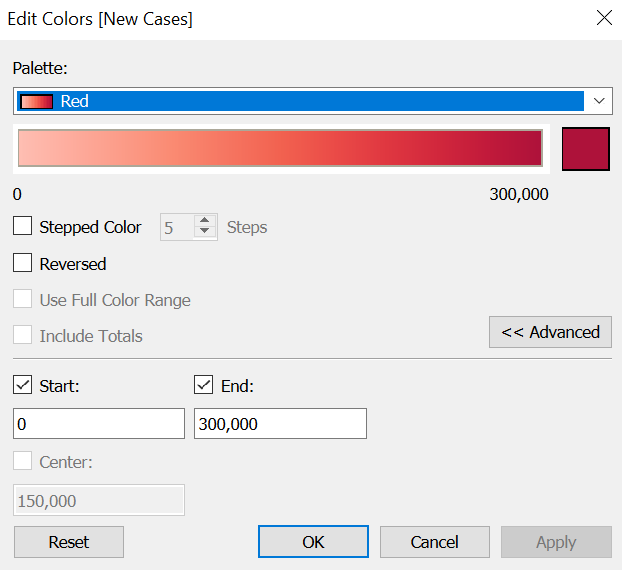 Edit Colors [New Cases]
Palette:
Red
0 300,000
Stepped Color 5 Steps
Reversed
Use Full Color Range
Include Totals
<< Advanced
Start: End:
0 300,000
Center:
150,000
Reset OK Cancel Apply